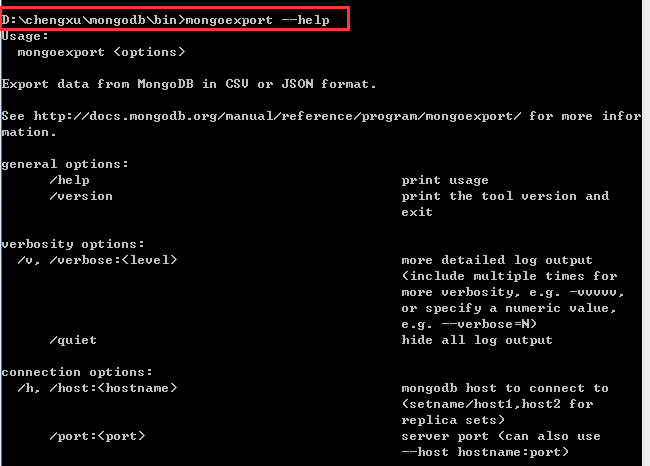 D:\chengxu\mongodb\bin>mongoexport --help
Usage:
  mongoexport <options>
Export data from MongoDB in CSV or JSON format.
See http://docs.mongodb.org/manual/reference/program/mongoexport/ for more infor
mation.
general options:
      /help                                       print usage
      /version                                    print the tool version and
                                                  exit
verbosity options:
  /v, /verbose:<level>                            more detailed log output
                                                  (include multiple times for
                                                  more verbosity, e.g. -vvvvv,
                                                  or specify a numeric value,
                                                  e.g. --verbose=N)
      /quiet                                      hide all log output
connection options:
  /h, /host:<hostname>                            mongodb host to connect to
                                                  (setname/host1,host2 for
                                                  replica sets)
      /port:<port>                                server port (can also use
                                                  --host hostname:port)